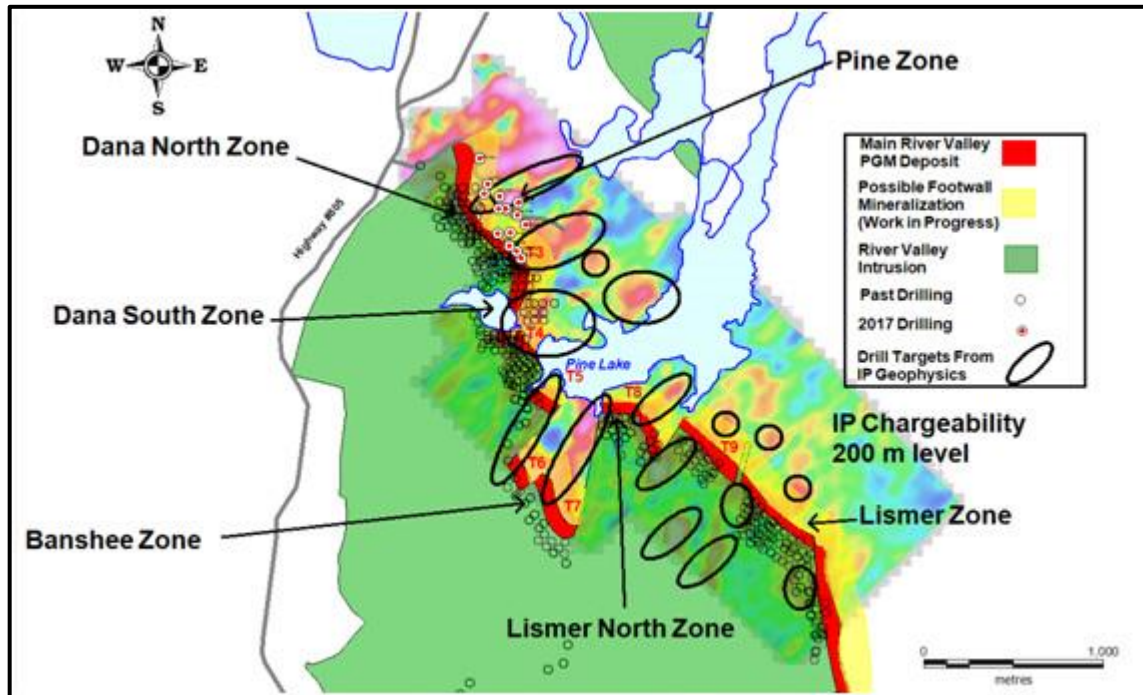 N
W
E
S
Pine Zone
Dana North Zone
Highway #805
Main River Valley
PGM Deposit
Possible Footwall
Mineralization
(Work in Progress)
River Valley
Intrusion
Past Drilling
2017 Drilling
Drill Targets From
IP Geophysics
T3
Dana South Zone
T4
Pine Lake
T5
T8
IP Chargeability
200 m level
T9
T6
T7
Lismer Zone
Banshee Zone
Lismer North Zone
0
1,000
metres